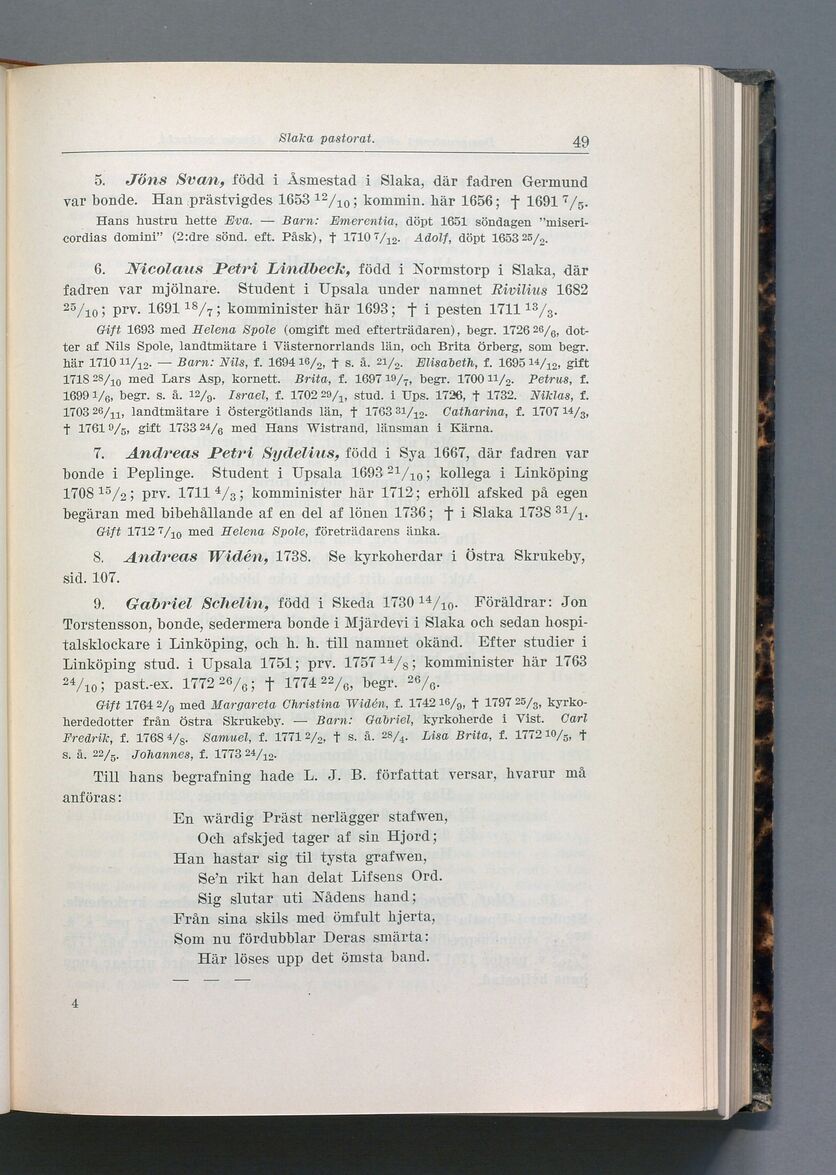 Slaka pastorat. 49
5. Jöns Svan, född i Åsmestad i Slaka, där fadren Germund
var bonde. Han prästvigdes 1653 12/10; kommin. här 1656; † 1691 7/5.
Hans hustru hette Eva. — Barn: Emerentia, döpt 1651 söndagen ”miseri-
cordias domini” (2:dre sönd. eft. Påsk), † 1710 7/12. Adolf, döpt 1653 25/2.
6. Nicolaus Petri Lindbeck, född i Normstorp i Slaka, där
fadren var mjölnare. Student i Upsala under namnet Rivilius 1682
25/10; prv. 1691 18/7; komminister här 1693; † i pesten 1711 13/3.
Gift 1693 med Helena Spole (omgift med efterträdaren), begr. 1726 26/6, dot-
ter af Nils Spole, landtmätare i Västernorrlands län, och Brita Örberg, som begr.
här 1710 11/12. — Barn: Nils, f. 1694 16/2, † s. å. 21/2. Elisabeth, f. 1695 14/12, gift
1718 28/10 med Lars Asp, kornett. Brita, f. 1697 19/7, begr. 1700 11/2. Petrus, f.
1699 1/6, begr. s. å. 12/9. Israel, f. 1702 29/1, stud. i Ups. 1726, † 1732. Niklas, f.
1703 26/11, landtmätare i Östergötlands län, † 1763 31/12. Catharina, f. 1707 14/3,
† 1761 9/5, gift 1733 24/6 med Hans Wistrand, länsman i Kärna.
7. Andreas Petri Sydelius, född i Sya 1667, där fadren var
bonde i Peplinge. Student i Upsala 1693 21/10; kollega i Linköping
1708 15/2; prv. 1711 4/3; komminister här 1712; erhöll afsked på egen
begäran med bibehållande af en del af lönen 1736; † i Slaka 1738 31/1.
Gift 1712 7/10 med Helena Spole, företrädarens änka.
8. Andreas Widén, 1738. Se kyrkoherdar i Östra Skrukeby,
sid. 107.
9. Gabriel Schelin, född i Skeda 1730 14/10. Föräldrar: Jon
Torstensson, bonde, sedermera bonde i Mjärdevi i Slaka och sedan hospi-
talsklockare i Linköping, och h. h. till namnet okänd. Efter studier i
Linköping stud. i Upsala 1751; prv. 1757 14/8; komminister här 1763
24/10; past.-ex. 1772 26/6; † 1774 22/6, begr. 26/6.
Gift 1764 2/9 med Margareta Christina Widén, f. 1742 16/9, † 1797 25/3, kyrko-
herdedotter från Östra Skrukeby. — Barn: Gabriel, kyrkoherde i Vist. Carl
Fredrik, f. 1768 4/8. Samuel, f. 1771 2/2, † s. å. 28/4. Lisa Brita, f. 1772 10/5, †
s. å. 22/5. Johannes, f. 1773 24/12.
Till hans begrafning hade L. J. B. författat versar, hvarur må
anföras:
En wärdig Präst nerlägger stafwen,
Och afskjed tager af sin Hjord;
Han hastar sig til tysta grafwen,
Se’n rikt han delat Lifsens Ord.
Sig slutar uti Nådens hand;
Från sina skils med ömfult hjerta,
Som nu fördubblar Deras smärta:
Här löses upp det ömsta band.
— — —
4